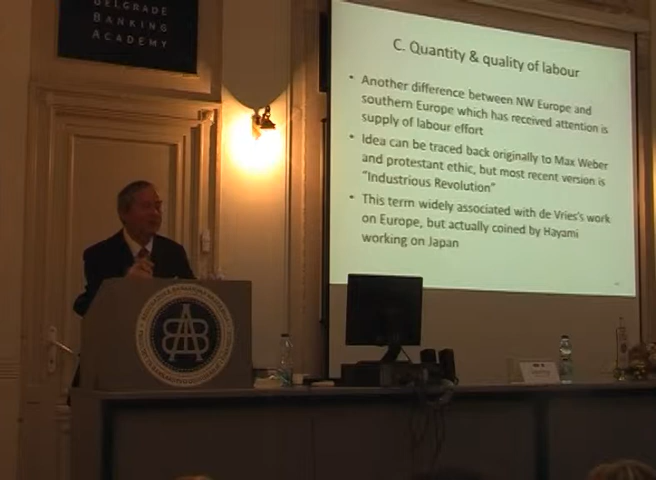 BELGRADE
BANKING
ACADEMY
C. Quantity & quality of labour
• Another difference between NW Europe and
southern Europe which has received attention is
supply of labour effort
• Idea can be traced back originally to Max Weber
and protestant ethic, but most recent version is
"Industrious Revolution"
• This term widely associated with de Vries's work
on Europe, but actually coined by Hayami
working on Japan